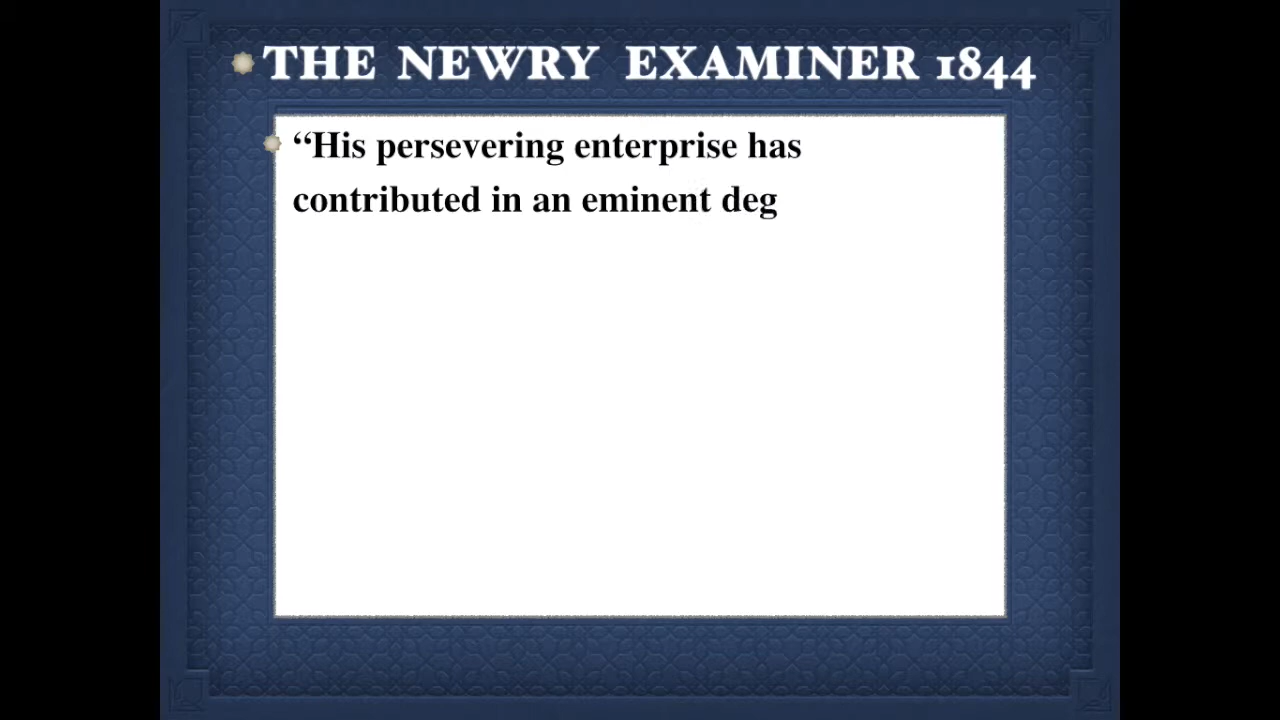 THE NEWRY EXAMINER 1844
“His persevering enterprise has
contributed in an eminent deg